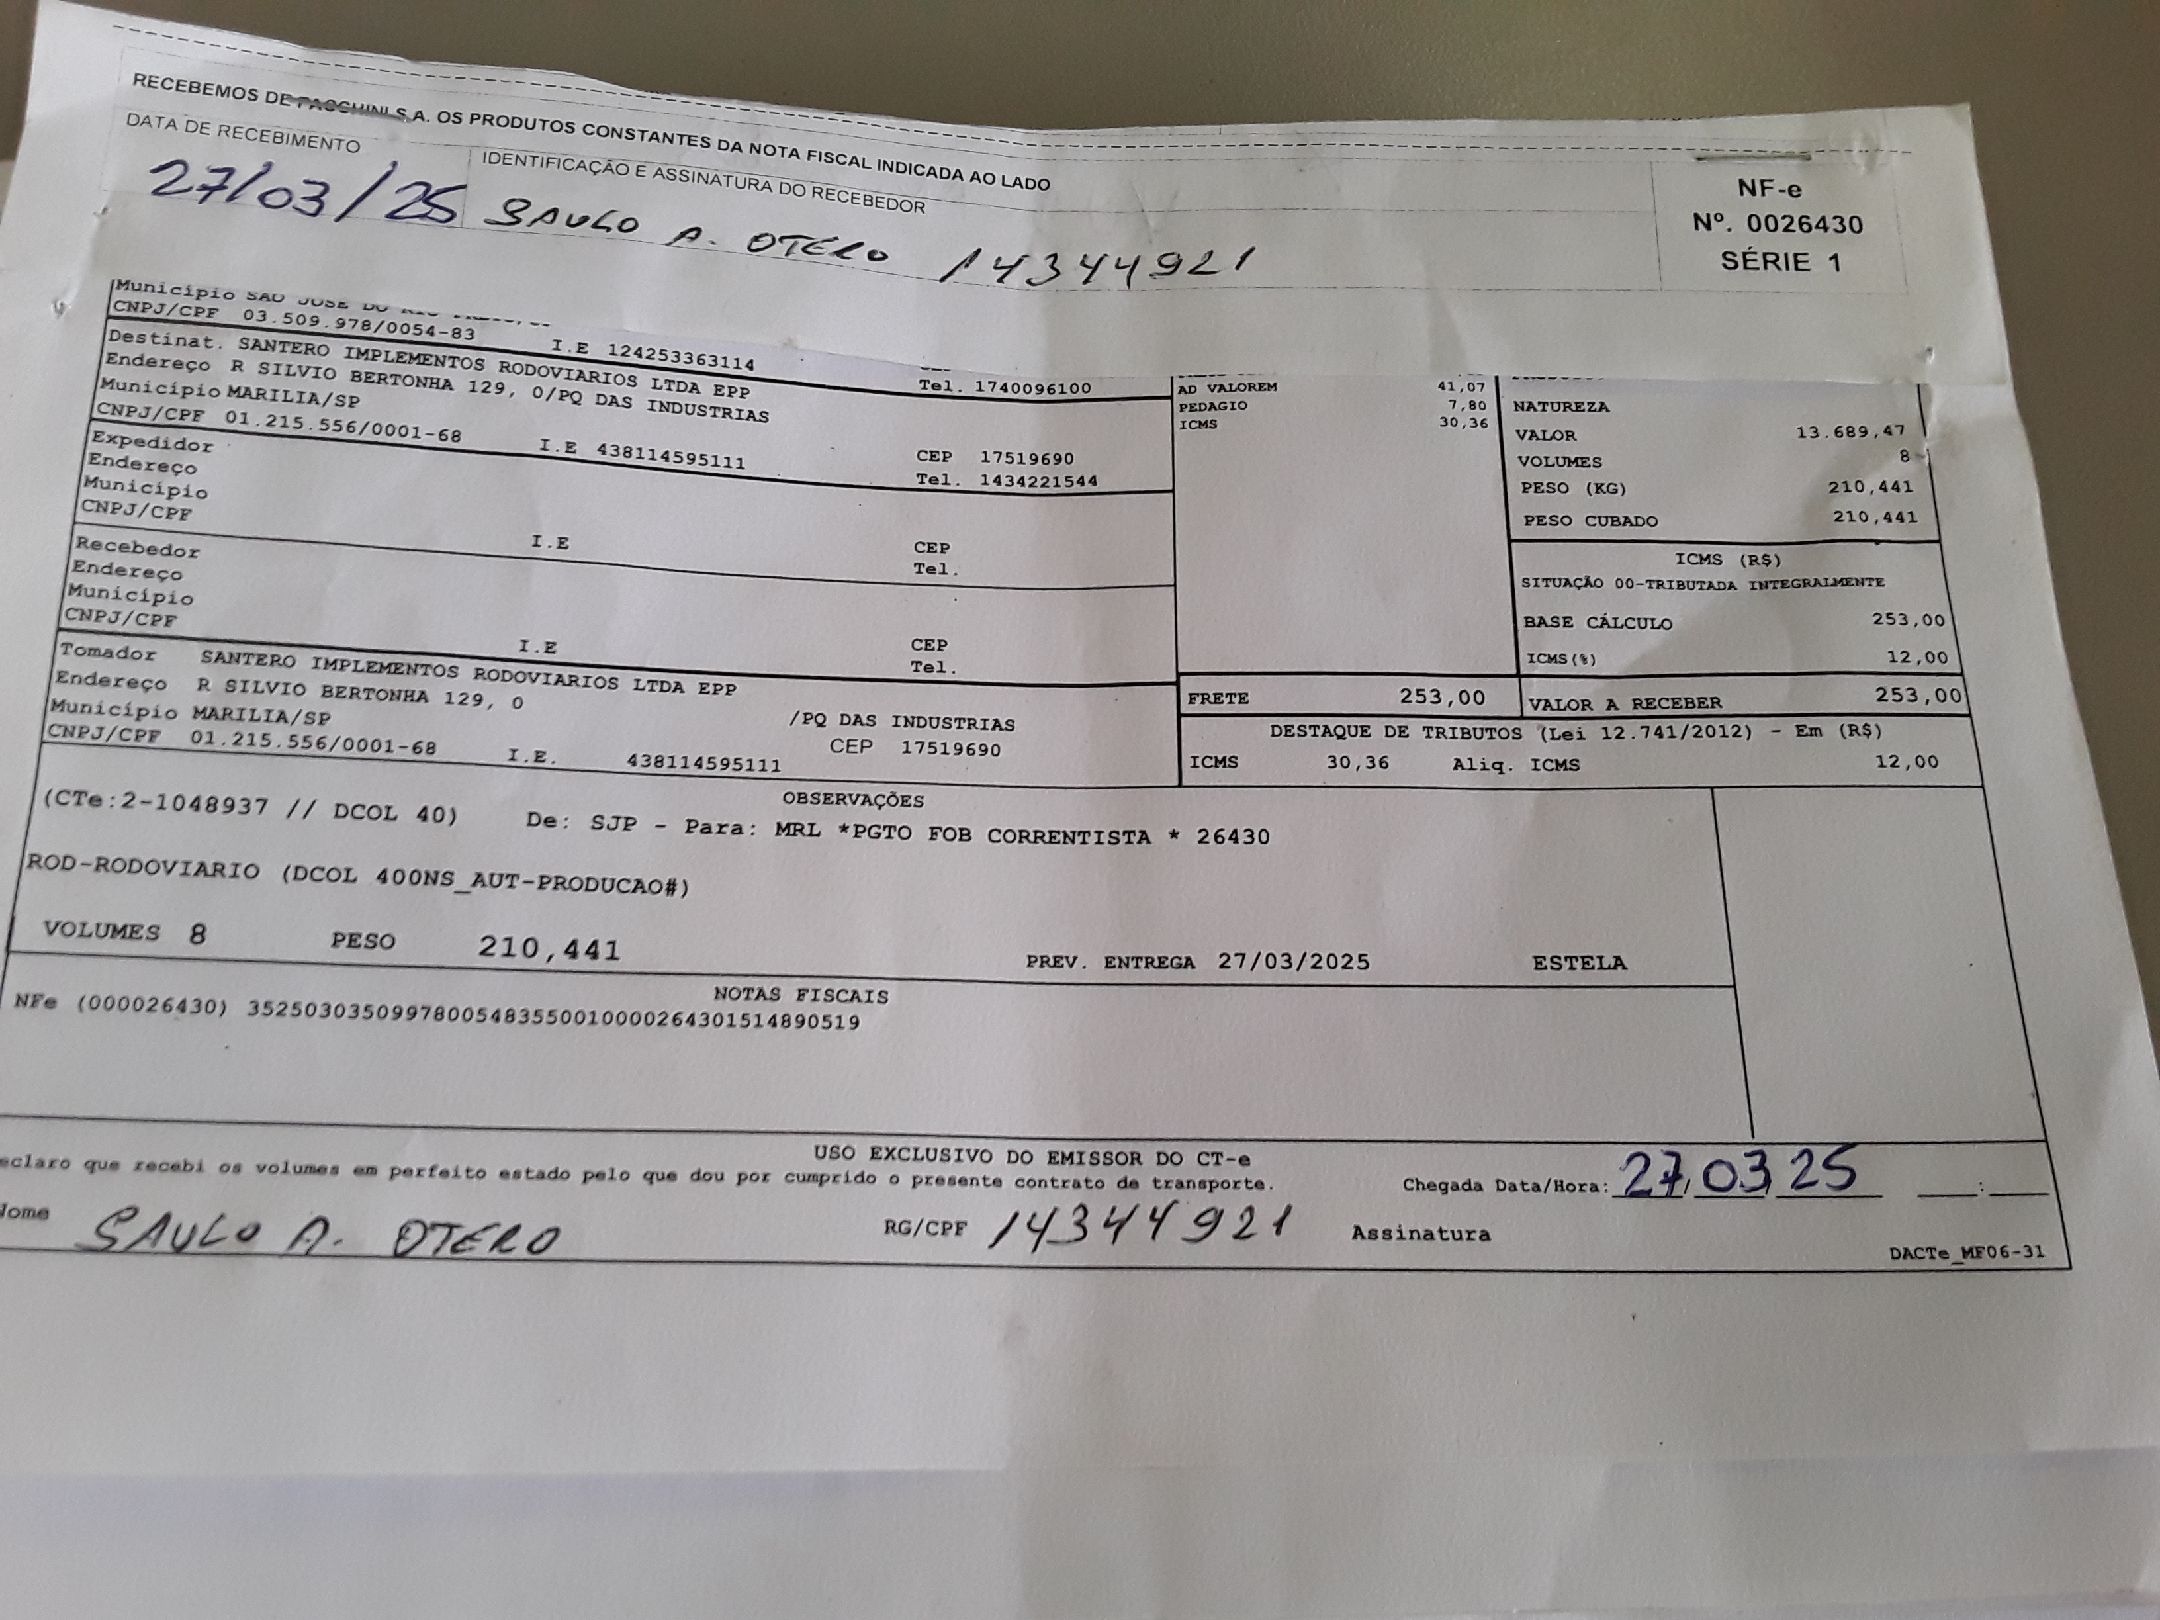 RECEBEMOS DE FACCHINI S.A. OS PRODUTOS CONSTANTES DA NOTA FISCAL INDICADA AO LADO
DATA DE RECEBIMENTO
IDENTIFICAÇÃO E ASSINATURA DO RECEBEDOR
27/03/25 SAULO A. OTERO 14344921
NF-e
Nº. 0026430
SÉRIE 1
Município SAO JOSE DO RIO
CNPJ/CPF 03.509.978/0054-83 I.E 124253363114
Tel. 1740096100
Destinat. SANTERO IMPLEMENTOS RODOVIARIOS LTDA EPP
Endereço R SILVIO BERTONHA 129, 0/PQ DAS INDUSTRIAS
Município MARILIA/SP CEP 17519690
CNPJ/CPF 01.215.556/0001-68 I.E 438114595111 Tel. 1434221544
Expedidor
Endereço
Município CEP
CNPJ/CPF I.E Tel.
Recebedor
Endereço
Município CEP
CNPJ/CPF I.E Tel.
Tomador SANTERO IMPLEMENTOS RODOVIARIOS LTDA EPP
Endereço R SILVIO BERTONHA 129, 0 /PQ DAS INDUSTRIAS
Município MARILIA/SP CEP 17519690
CNPJ/CPF 01.215.556/0001-68 I.E. 438114595111
AD VALOREM 41,07
PEDAGIO 7,80
ICMS 30,36
NATUREZA
VALOR 13.689,47
VOLUMES 8
PESO (KG) 210,441
PESO CUBADO 210,441
ICMS (R$)
SITUAÇÃO 00-TRIBUTADA INTEGRALMENTE
BASE CÁLCULO 253,00
ICMS(%) 12,00
FRETE 253,00 VALOR A RECEBER 253,00
DESTAQUE DE TRIBUTOS (Lei 12.741/2012) - Em (R$)
ICMS 30,36 Aliq. ICMS 12,00
OBSERVAÇÕES
(CTe:2-1048937 // DCOL 40) De: SJP - Para: MRL *PGTO FOB CORRENTISTA * 26430
ROD-RODOVIARIO (DCOL 400NS_AUT-PRODUCAO#)
VOLUMES 8 PESO 210,441 PREV. ENTREGA 27/03/2025 ESTELA
NOTAS FISCAIS
NFe (000026430) 35250303509978005483550010000264301514890519
USO EXCLUSIVO DO EMISSOR DO CT-e
eclaro que recebi os volumes em perfeito estado pelo que dou por cumprido o presente contrato de transporte.
Chegada Data/Hora: 27/03/25 __:__
Nome SAULO A. OTERO RG/CPF 14344921 Assinatura
DACTe_MF06-31